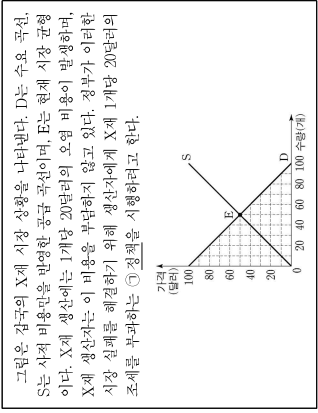 그림은 갑국의 X재 시장 상황을 나타낸다. D는 수요 곡선,
S는 사적 비용만을 반영한 공급 곡선이며, E는 현재 시장 균형
이다. X재 생산에는 1개당 20달러의 오염 비용이 발생하며,
X재 생산자는 이 비용을 부담하지 않고 있다. 정부가 이러한
시장 실패를 해결하기 위해 생산자에게 X재 1개당 20달러의
조세를 부과하는 ㉠ 정책을 시행하려고 한다.
가격
(달러)
100
80
60
40
20
0
20
40
60
80
100
수량(개)
S
E
D